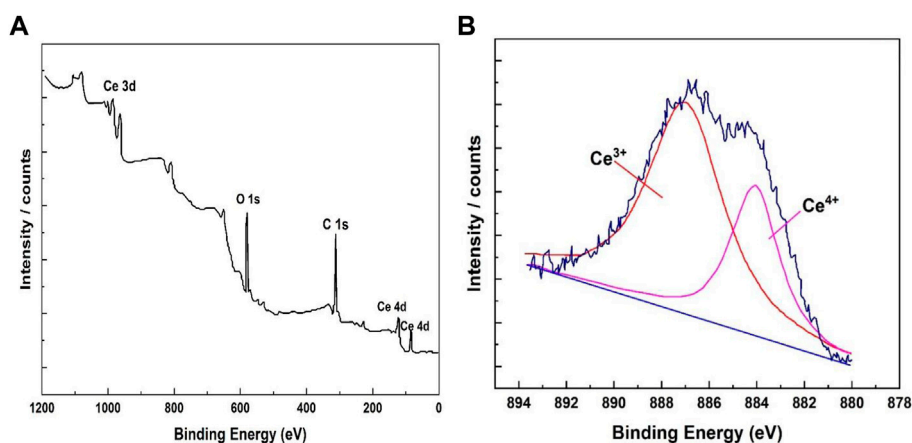 A
Ce 3d
O 1s
C 1s
Ce 4d
Ce 4d
Intensity / counts
1200 1000 800 600 400 200 0
Binding Energy (eV)
B
Ce3+
Ce4+
Intensity / counts
894 892 890 888 886 884 882 880 878
Binding Energy (eV)